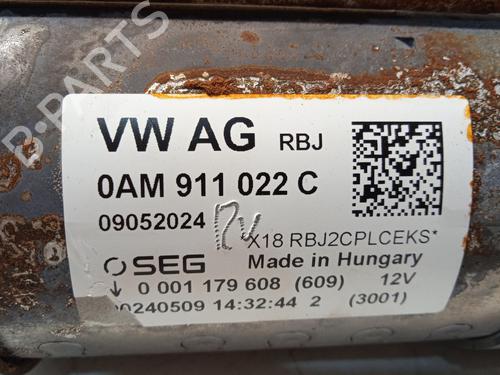 VW AG RBJ
0AM 911 022 C
09052024
*X18 RBJ2CPLCEKS*
SEG Made in Hungary
0 001 179 608 (609) 12V
00240509 14:32:44 2 (3001)
B-PARTS